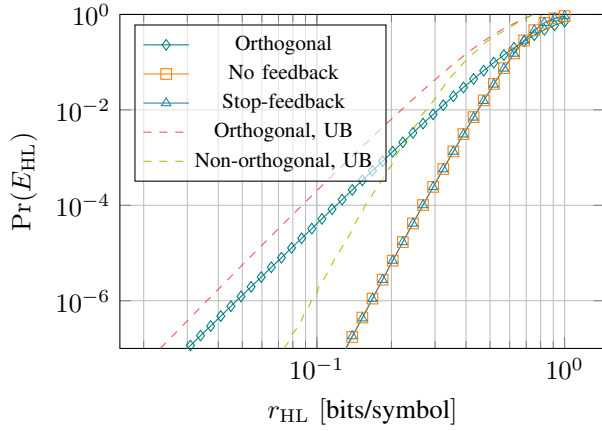 10^0
10^{-2}
10^{-4}
10^{-6}
Pr(E_HL)
Orthogonal
No feedback
Stop-feedback
Orthogonal, UB
Non-orthogonal, UB
10^{-1}
10^0
r_HL [bits/symbol]